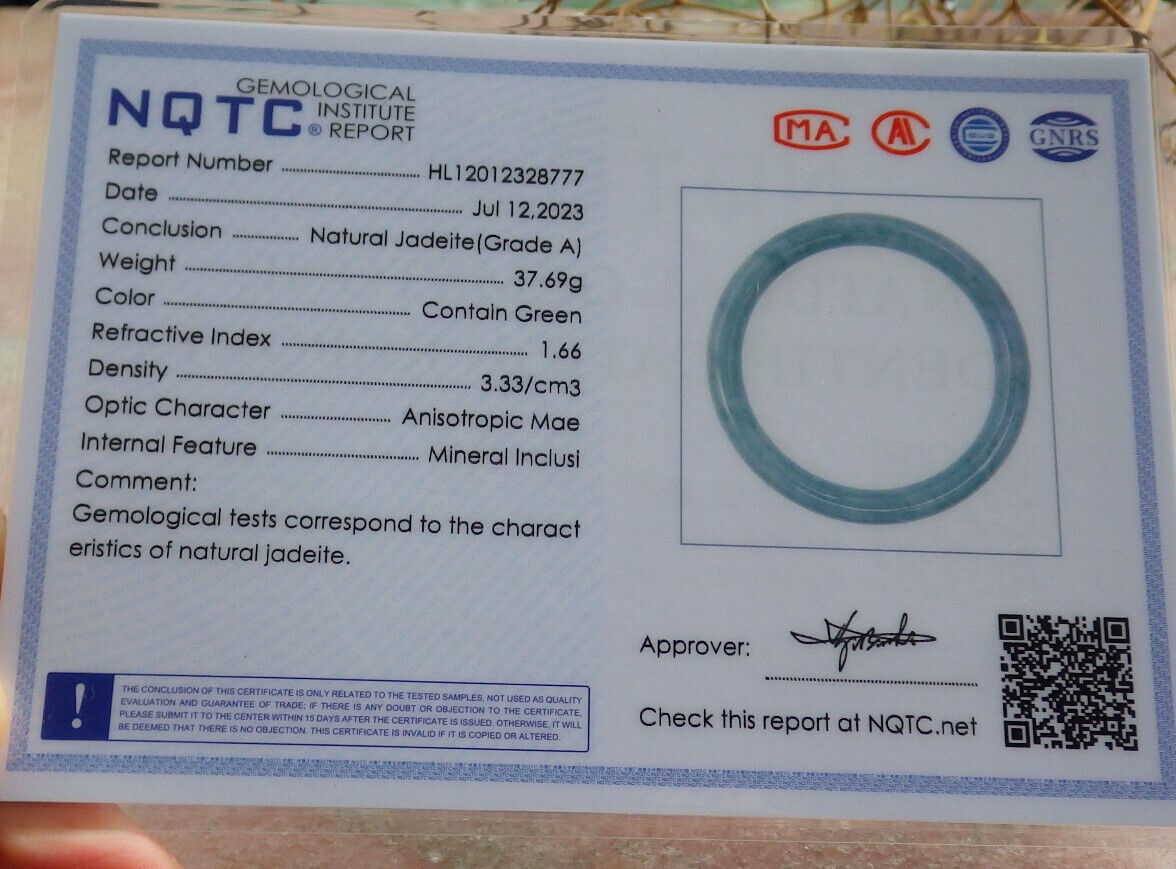 NQTC® GEMOLOGICAL
INSTITUTE
REPORT
Report Number HL12012328777
Date Jul 12,2023
Conclusion Natural Jadeite(Grade A)
Weight 37.69g
Color Contain Green
Refractive Index 1.66
Density 3.33/cm3
Optic Character Anisotropic Mae
Internal Feature Mineral Inclusi
Comment:
Gemological tests correspond to the charact
eristics of natural jadeite.
! THE CONCLUSION OF THIS CERTIFICATE IS ONLY RELATED TO THE TESTED SAMPLES, NOT USED AS QUALITY
EVALUATION AND GUARANTEE OF TRADE; IF THERE IS ANY DOUBT OR OBJECTION TO THE CERTIFICATE,
PLEASE SUBMIT IT TO THE CENTER WITHIN 15 DAYS AFTER THE CERTIFICATE IS ISSUED. OTHERWISE, IT WILL
BE DEEMED THAT THERE IS NO OBJECTION. THIS CERTIFICATE IS INVALID IF IT IS COPIED OR ALTERED.
MA GNRS
Approver:
Check this report at NQTC.net